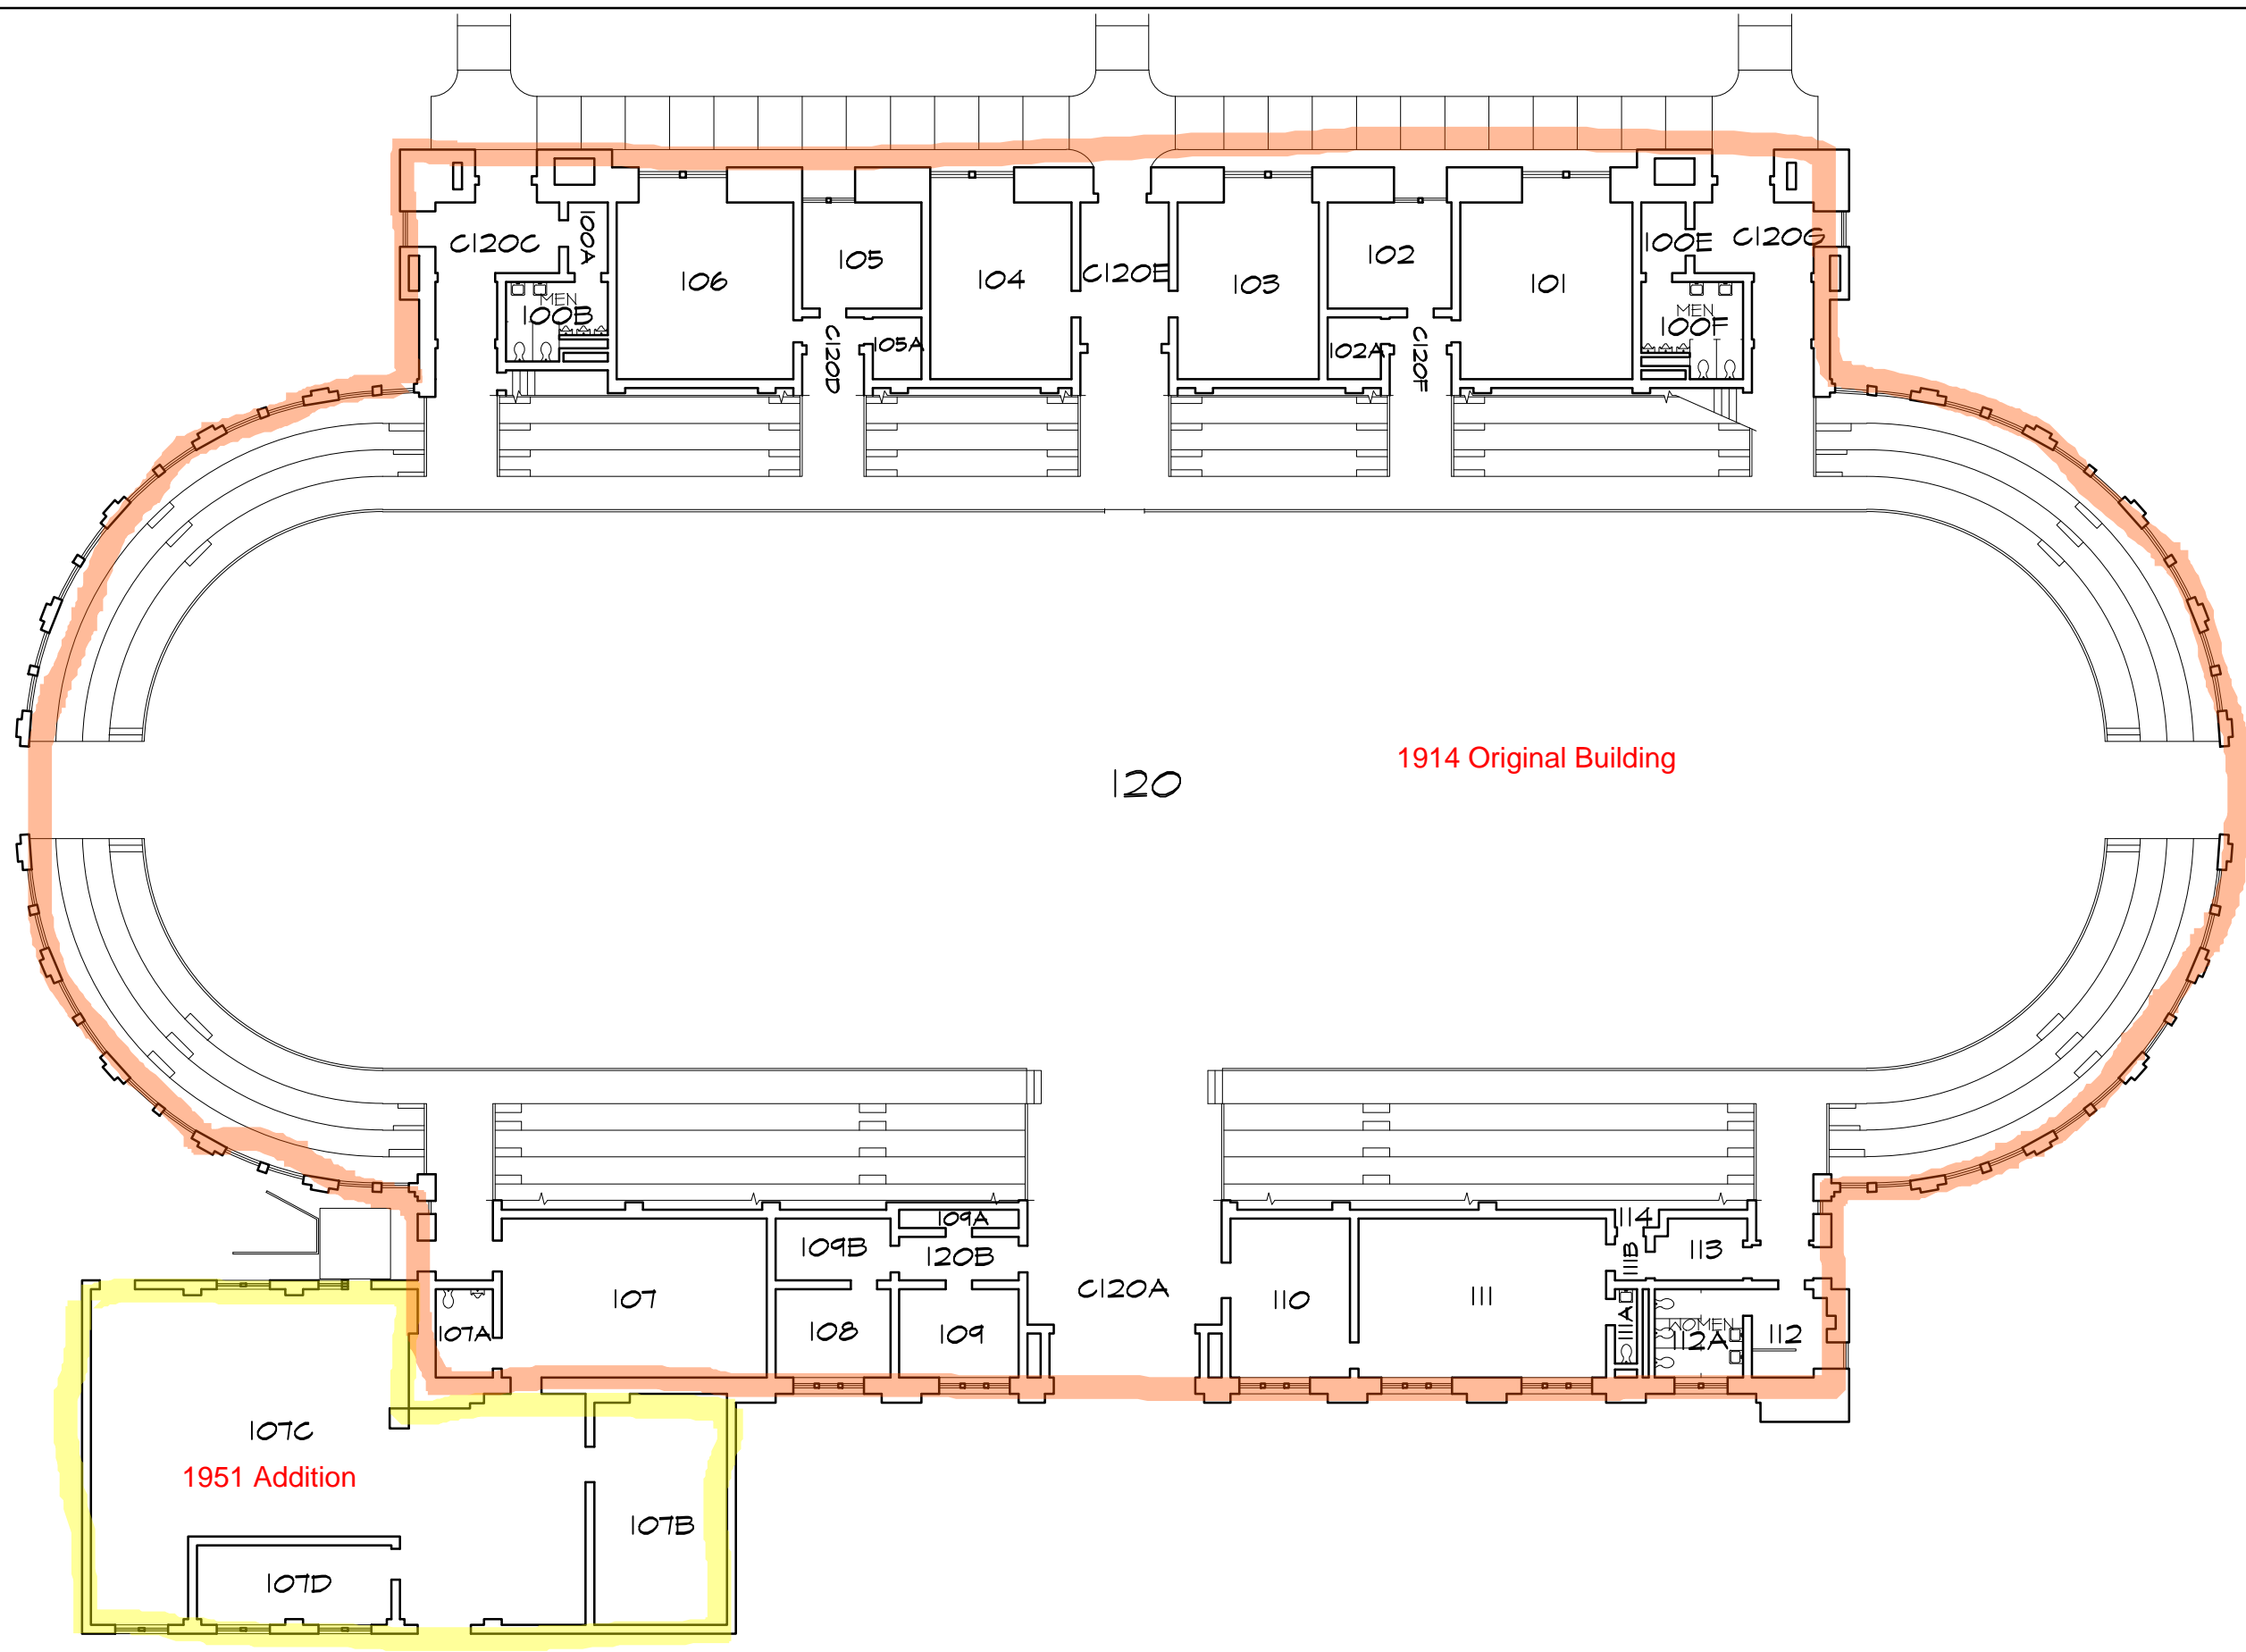 100A
C120C
105
C120E
102
100E
C120G
106
104
103
101
MEN
100B
MEN
100F
C120D
105A
102A
C120F
1914 Original Building
120
109A
114
109B
120B
111B
113
C120A
107
110
111
107A
108
109
111A
WOMEN
112A
112
107C
1951 Addition
107B
107D